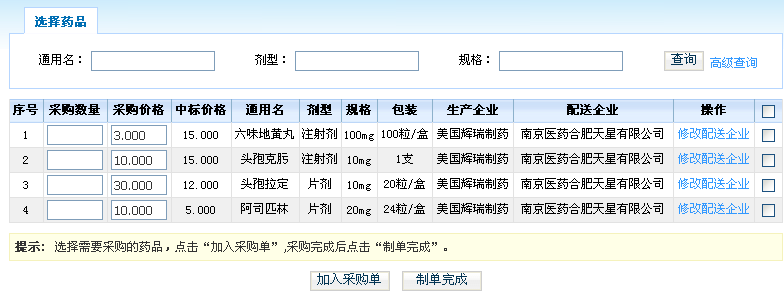 选择药品
通用名： 剂型： 规格： 查询 高级查询
序号 采购数量 采购价格 中标价格 通用名 剂型 规格 包装 生产企业 配送企业 操作
1 3.000 15.000 六味地黄丸 注射剂 100mg 100粒/盒 美国辉瑞制药 南京医药合肥天星有限公司 修改配送企业
2 10.000 15.000 头孢克肟 注射剂 10mg 1支 美国辉瑞制药 南京医药合肥天星有限公司 修改配送企业
3 30.000 12.000 头孢拉定 片剂 10mg 20粒/盒 美国辉瑞制药 南京医药合肥天星有限公司 修改配送企业
4 10.000 5.000 阿司匹林 片剂 20mg 24粒/盒 美国辉瑞制药 南京医药合肥天星有限公司 修改配送企业
提示: 选择需要采购的药品，点击“加入采购单”,采购完成后点击“制单完成”。
加入采购单 制单完成